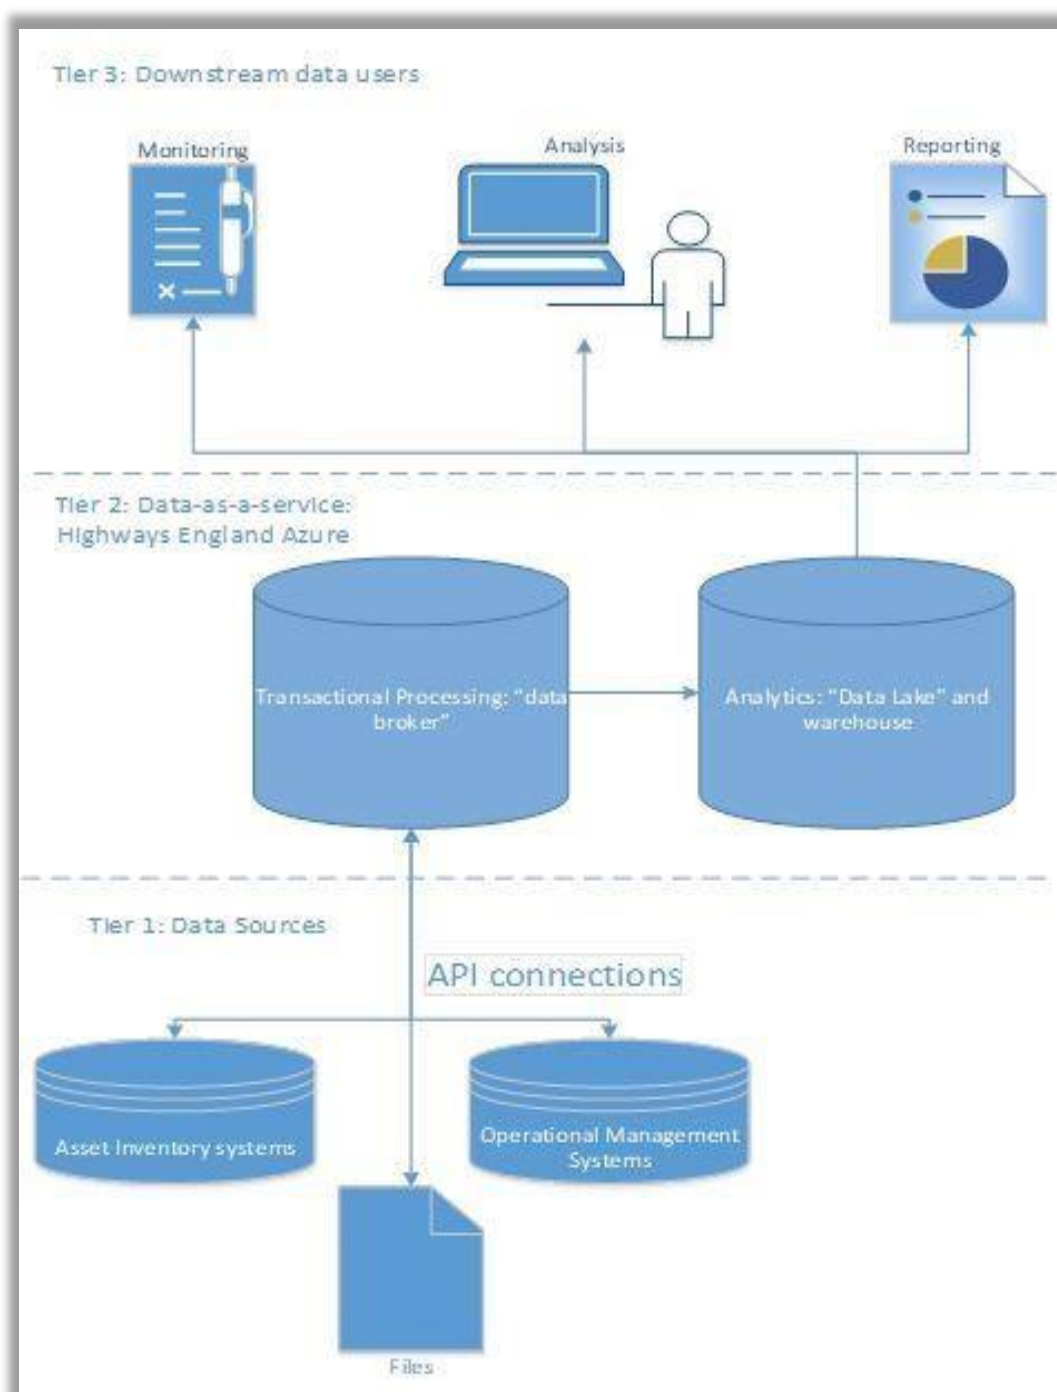 Tier 3: Downstream data users
Monitoring
Analysis
Reporting
Tier 2: Data-as-a-service:
Highways England Azure
Transactional Processing: “data
broker”
Analytics: “Data Lake” and
warehouse
Tier 1: Data Sources
API connections
Asset Inventory systems
Operational Management
Systems
Files